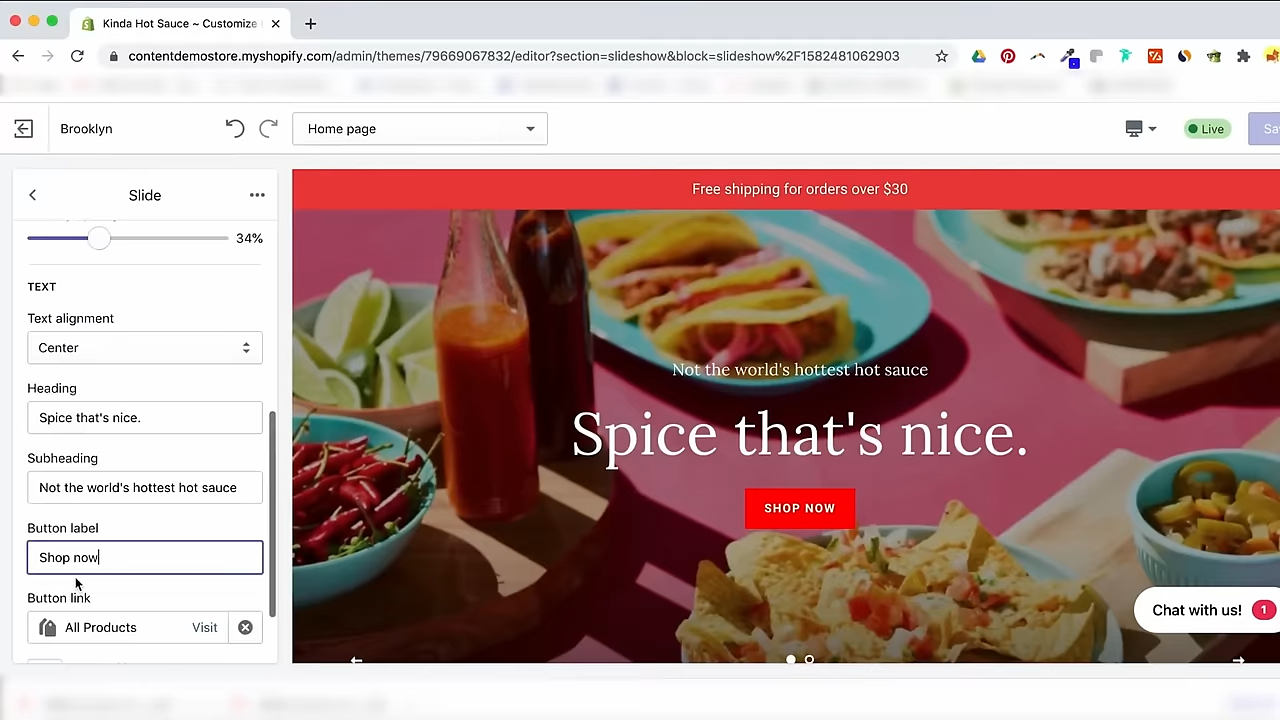 Kinda Hot Sauce ~ Customize
contentdemostore.myshopify.com/admin/themes/79669067832/editor?section=slideshow&block=slideshow%2F1582481062903
Brooklyn
Home page
Live
Sa
Slide
34%
TEXT
Text alignment
Center
Heading
Spice that's nice.
Subheading
Not the world's hottest hot sauce
Button label
Shop now
Button link
All Products
Visit
Free shipping for orders over $30
Not the world's hottest hot sauce
Spice that's nice.
SHOP NOW
Chat with us!
1